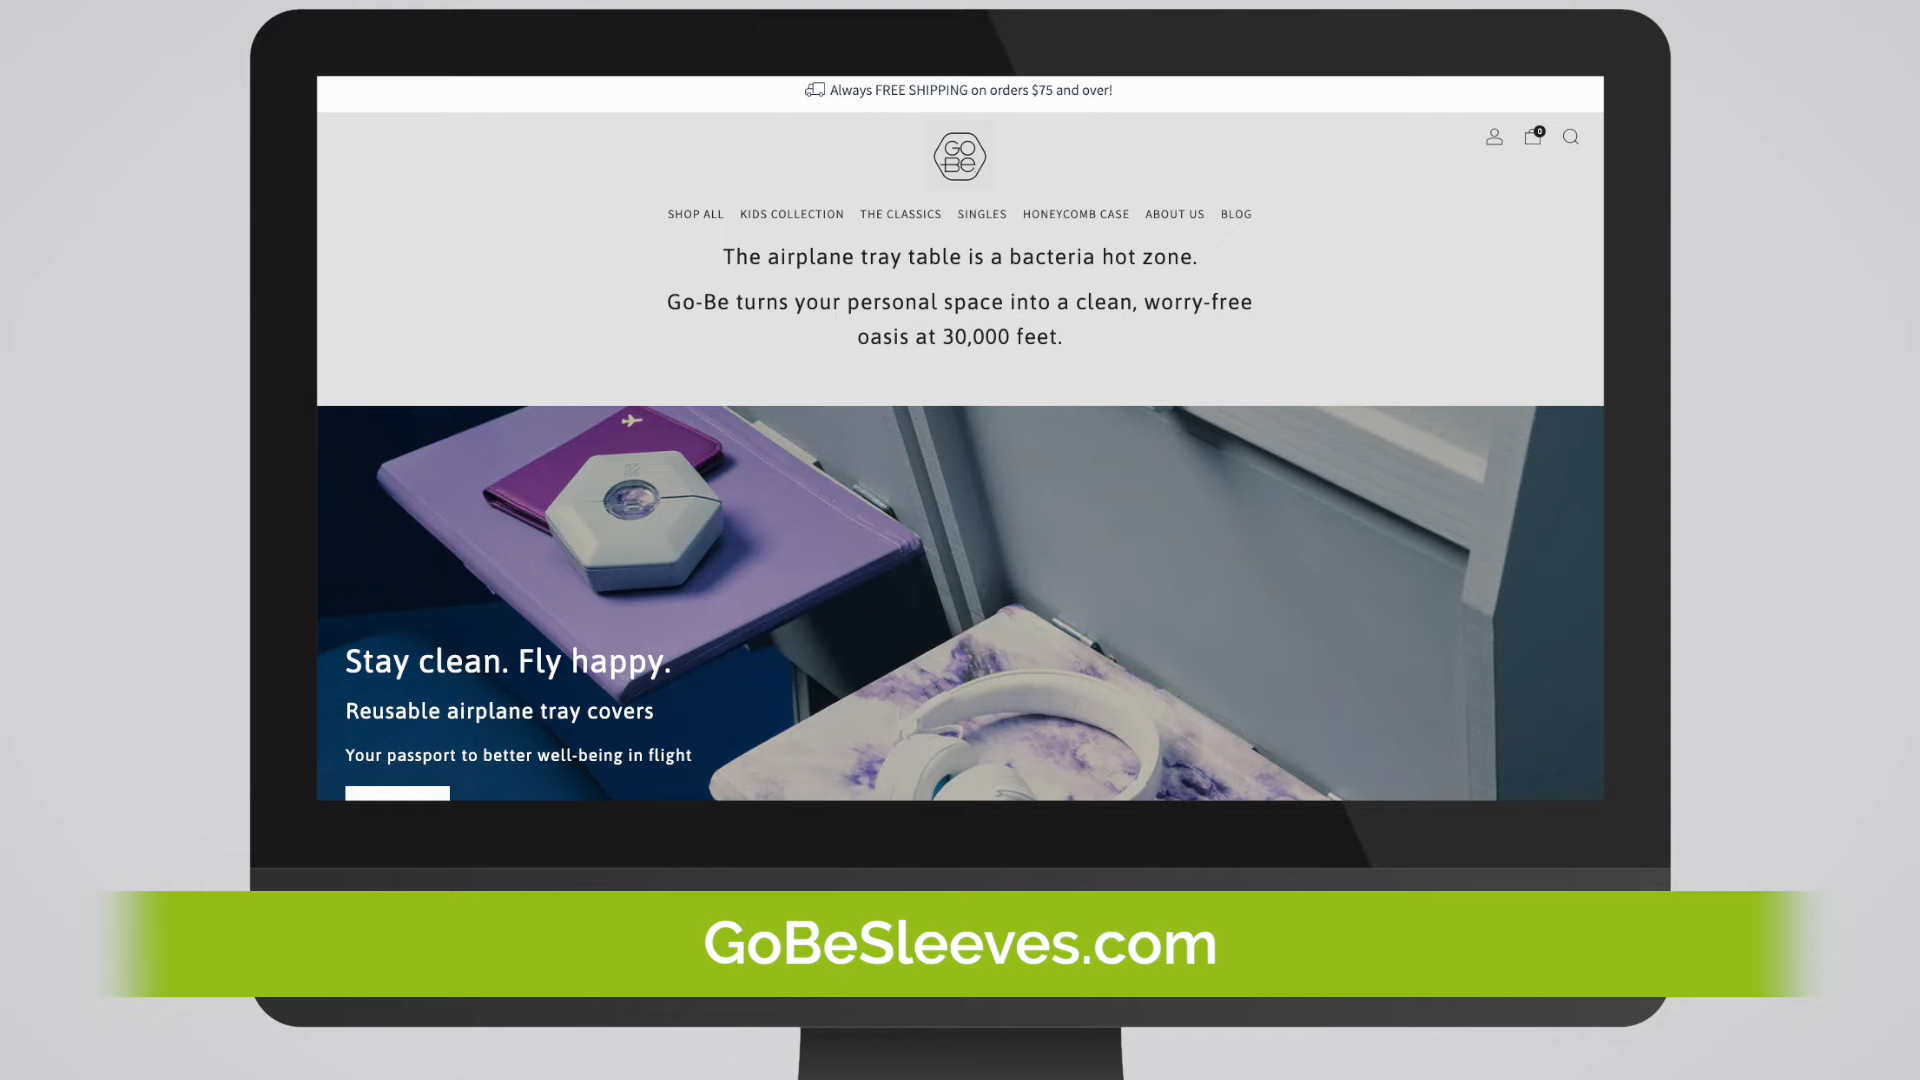 Always FREE SHIPPING on orders $75 and over!
GO
Be
0
SHOP ALL KIDS COLLECTION THE CLASSICS SINGLES HONEYCOMB CASE ABOUT US BLOG
The airplane tray table is a bacteria hot zone.
Go-Be turns your personal space into a clean, worry-free
oasis at 30,000 feet.
Stay clean. Fly happy.
Reusable airplane tray covers
Your passport to better well-being in flight
GoBeSleeves.com